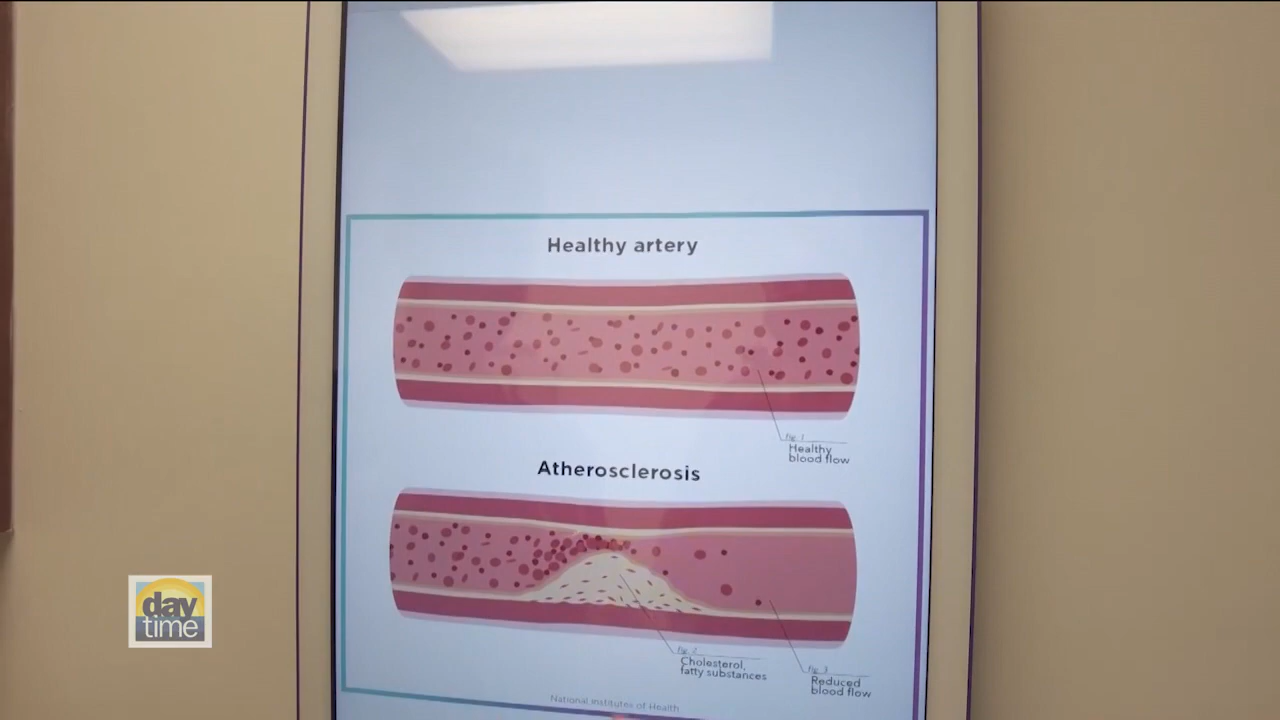 Healthy artery
Fig. 1
Healthy
blood flow
Atherosclerosis
Fig. 2
Cholesterol,
fatty substances
Fig. 3
Reduced
blood flow
National Institutes of Health
day
time